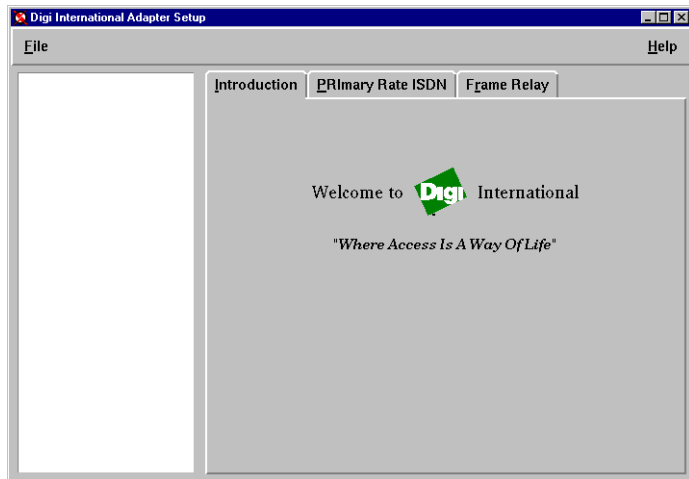 Digi International Adapter Setup
File Help
Introduction PRImary Rate ISDN Frame Relay
Welcome to Digi International
"Where Access Is A Way Of Life"